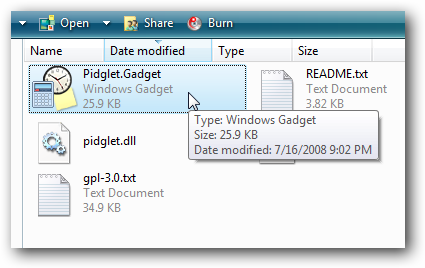 Open Share Burn
Name Date modified Type Size
Pidglet.Gadget
Windows Gadget
25.9 KB
README.txt
Text Document
3.82 KB
Type: Windows Gadget
Size: 25.9 KB
Date modified: 7/16/2008 9:02 PM
pidglet.dll
gpl-3.0.txt
Text Document
34.9 KB